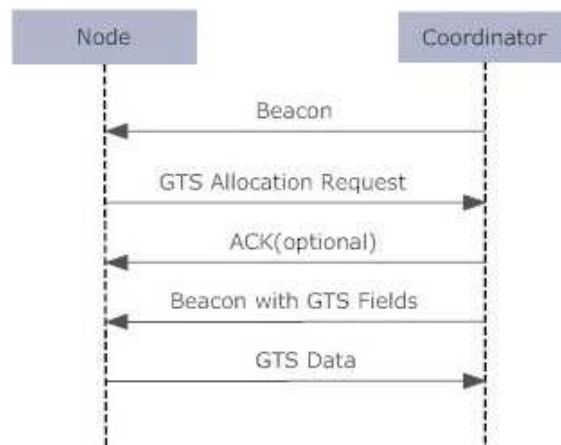 Node
Coordinator
Beacon
GTS Allocation Request
ACK(optional)
Beacon with GTS Fields
GTS Data